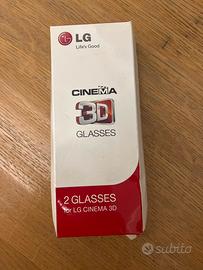 LG
Life's Good
CINEMA
3D
GLASSES
2 GLASSES
for LG CINEMA 3D
subito